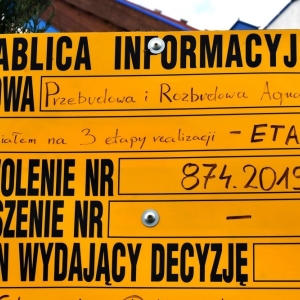 ABLICA INFORMACYJ
OWA Przebudowa i Rozbudowa Aqua
iałem na 3 etapy realizacji - ETA
OLENIE NR 874.2019
SZENIE NR -
N WYDAJĄCY DECYZJĘ